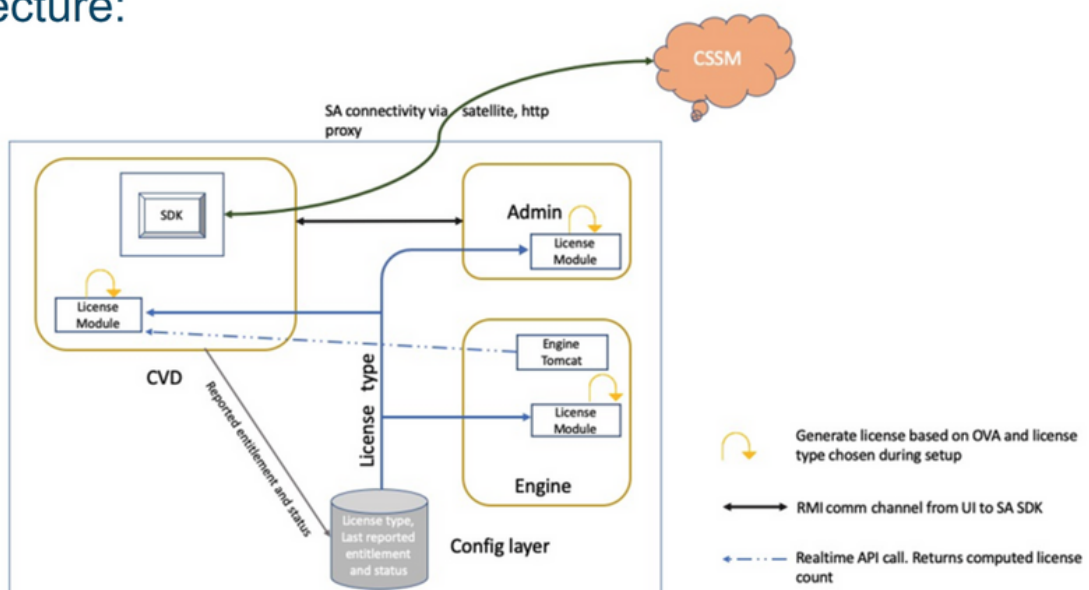 ecture:
CSSM
SA connectivity via satellite, http
proxy
SDK
Admin
License
Module
License
Module
Engine
Tomcat
CVD
License type
License
Module
Reported entitlement and status
Engine
License type,
Last reported
entitlement
and status
Config layer
Generate license based on OVA and license
type chosen during setup
RMI comm channel from UI to SA SDK
Realtime API call. Returns computed license
count